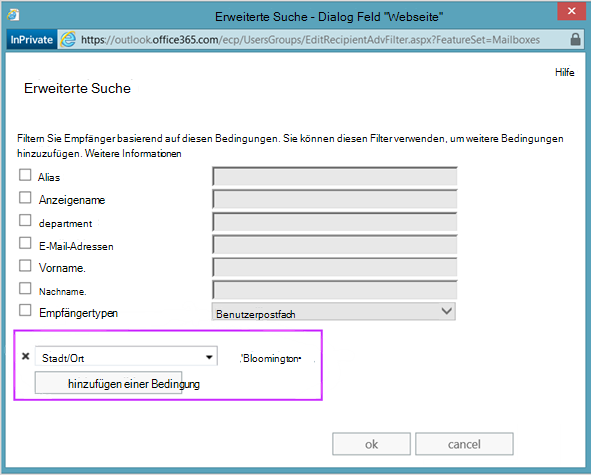 Erweiterte Suche - Dialog Feld "Webseite"
InPrivate https://outlook.office365.com/ecp/UsersGroups/EditRecipientAdvFilter.aspx?FeatureSet=Mailboxes
Hilfe
Erweiterte Suche
Filtern Sie Empfänger basierend auf diesen Bedingungen. Sie können diesen Filter verwenden, um weitere Bedingungen
hinzuzufügen. Weitere Informationen
Alias
Anzeigename
department
E-Mail-Adressen
Vorname.
Nachname.
Empfängertypen Benutzerpostfach
Stadt/Ort 'Bloomington
hinzufügen einer Bedingung
ok cancel